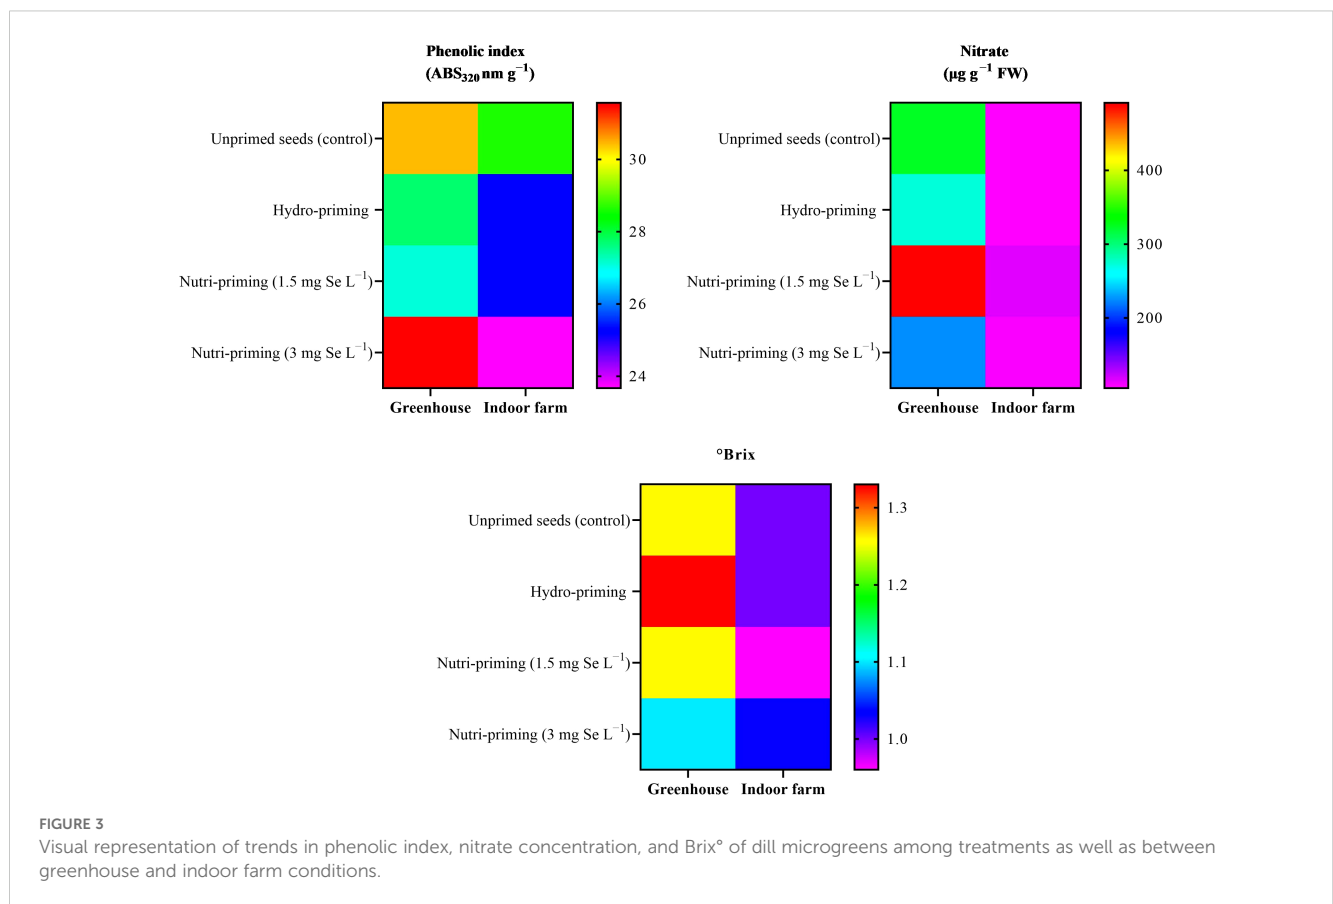 Phenolic index
(ABS₃₂₀ nm g⁻¹)
Unprimed seeds (control)
Hydro-priming
Nutri-priming (1.5 mg Se L⁻¹)
Nutri-priming (3 mg Se L⁻¹)
Greenhouse Indoor farm
30
28
26
24
Nitrate
(µg g⁻¹ FW)
Unprimed seeds (control)
Hydro-priming
Nutri-priming (1.5 mg Se L⁻¹)
Nutri-priming (3 mg Se L⁻¹)
Greenhouse Indoor farm
400
300
200
°Brix
Unprimed seeds (control)
Hydro-priming
Nutri-priming (1.5 mg Se L⁻¹)
Nutri-priming (3 mg Se L⁻¹)
Greenhouse Indoor farm
1.3
1.2
1.1
1.0
FIGURE 3
Visual representation of trends in phenolic index, nitrate concentration, and Brix° of dill microgreens among treatments as well as between
greenhouse and indoor farm conditions.